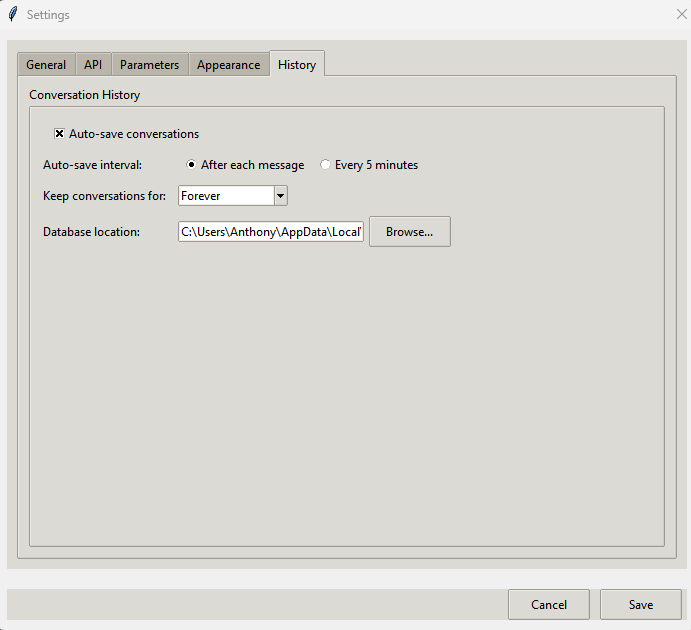 Settings
General API Parameters Appearance History
Conversation History
Auto-save conversations
Auto-save interval: After each message Every 5 minutes
Keep conversations for: Forever
Database location: C:\Users\Anthony\AppData\Local\ Browse...
Cancel Save